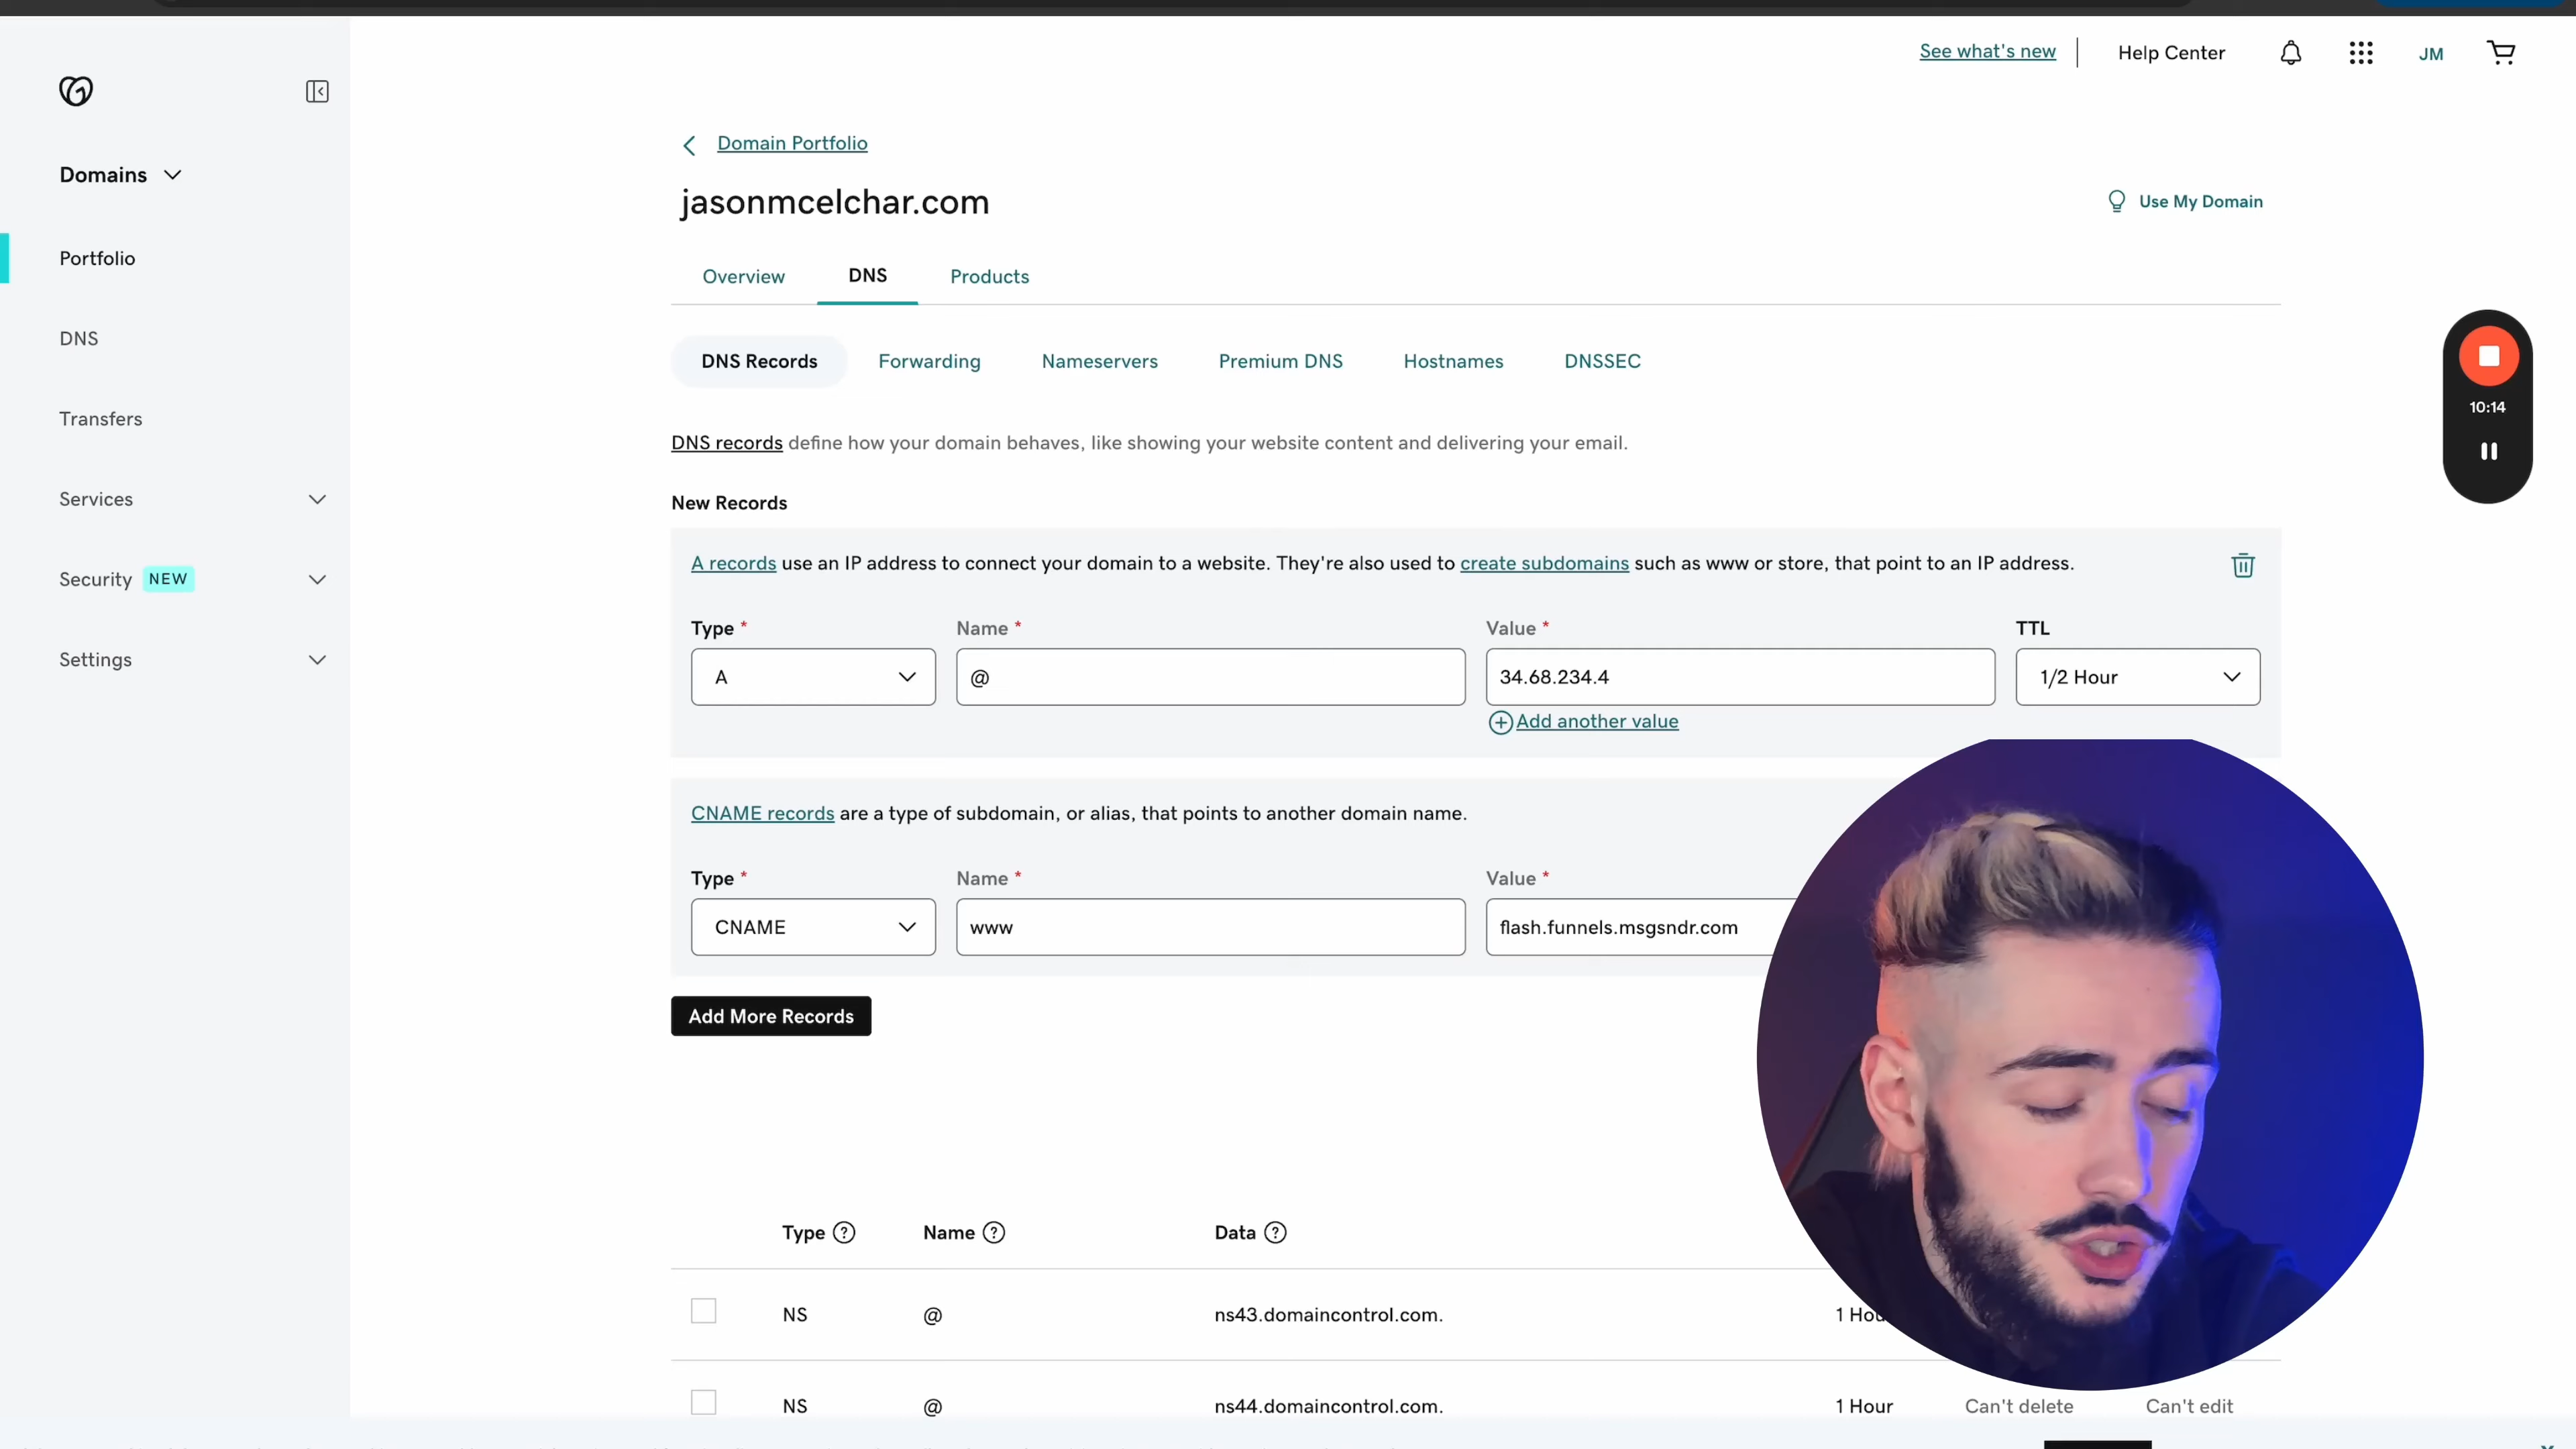 See what's new
Help Center
JM
Domains
Portfolio
DNS
Transfers
Services
Security NEW
Settings
Domain Portfolio
jasonmcelchar.com
Use My Domain
Overview DNS Products
DNS Records Forwarding Nameservers Premium DNS Hostnames DNSSEC
10:14
DNS records define how your domain behaves, like showing your website content and delivering your email.
New Records
A records use an IP address to connect your domain to a website. They're also used to create subdomains such as www or store, that point to an IP address.
Type * Name * Value * TTL
A @ 34.68.234.4 1/2 Hour
Add another value
CNAME records are a type of subdomain, or alias, that points to another domain name.
Type * Name * Value *
CNAME www flash.funnels.msgsndr.com
Add More Records
Type ? Name ? Data ?
NS @ ns43.domaincontrol.com. 1
NS @ ns44.domaincontrol.com. 1 Hour Can't delete Can't edit